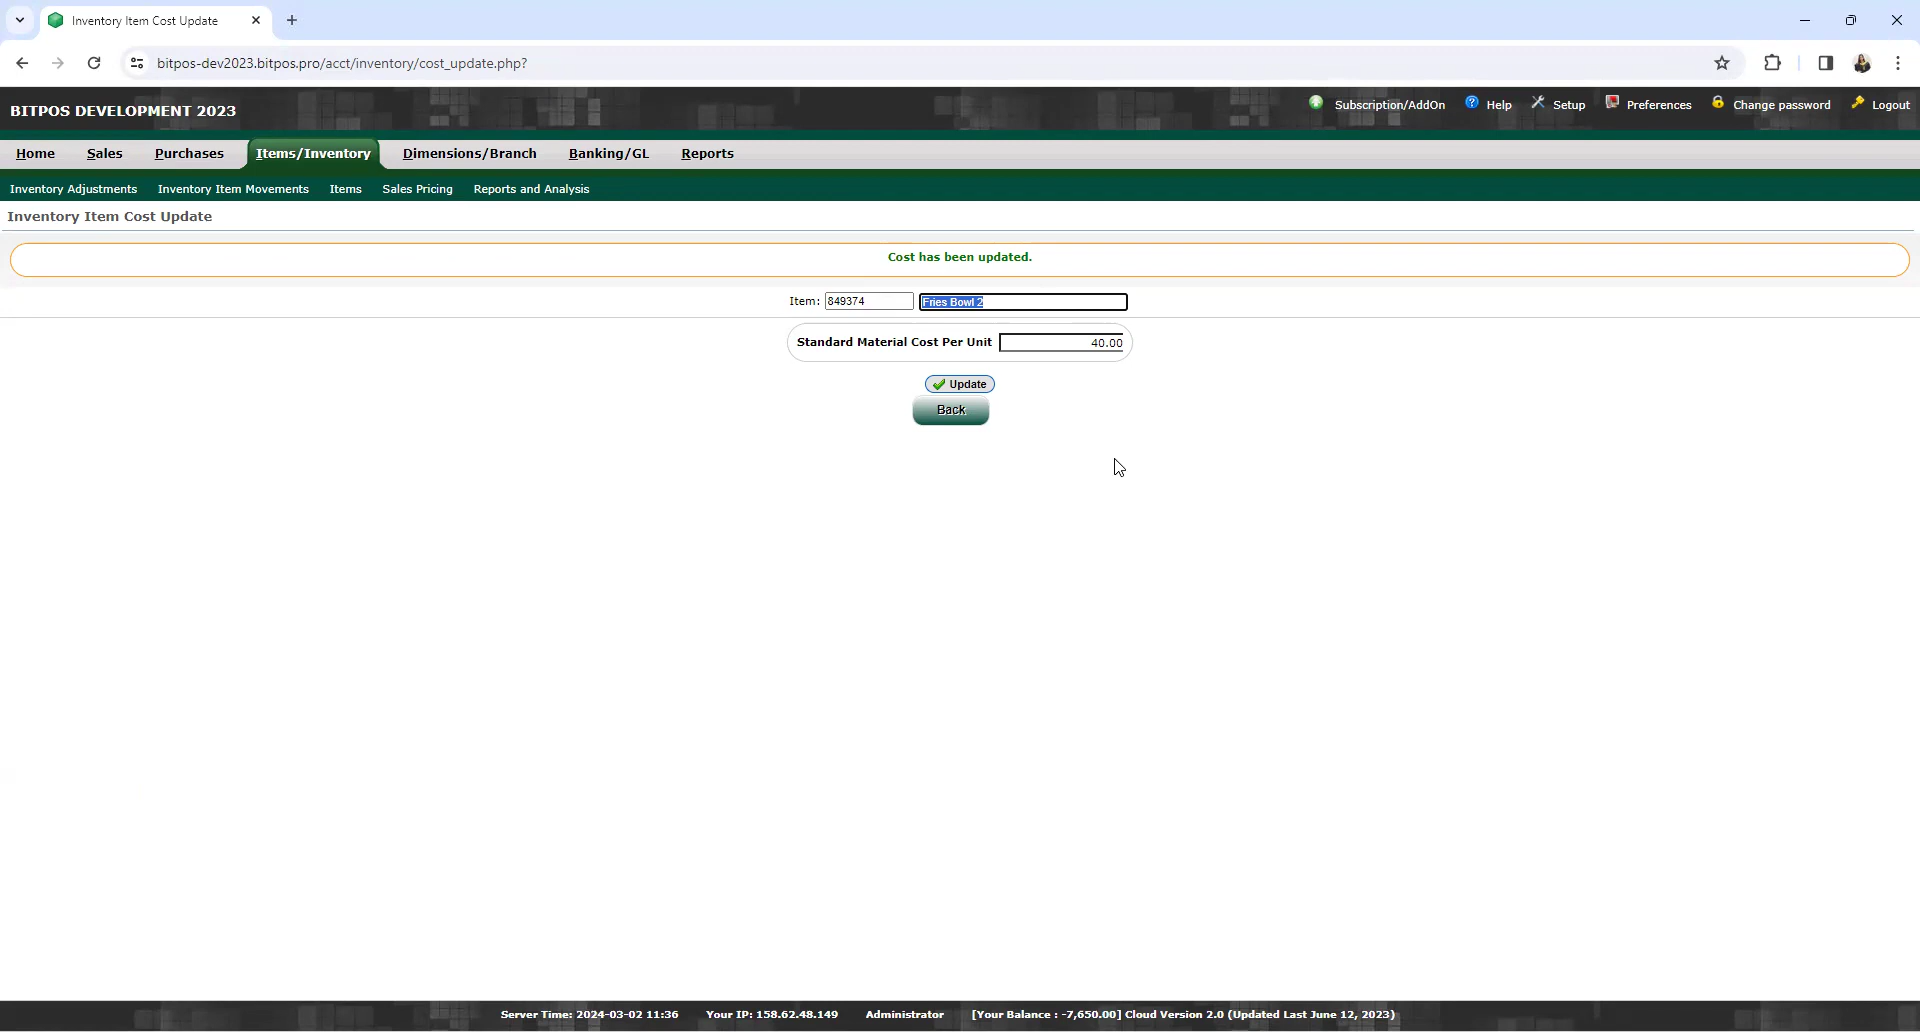 Inventory Item Cost Update
bitpos-dev2023.bitpos.pro/acct/inventory/cost_update.php?
BITPOS DEVELOPMENT 2023
Subscription/AddOn Help Setup Preferences Change password Logout
Home Sales Purchases Items/Inventory Dimensions/Branch Banking/GL Reports
Inventory Adjustments Inventory Item Movements Items Sales Pricing Reports and Analysis
Inventory Item Cost Update
Cost has been updated.
Item: 849374 Fries Bowl 2
Standard Material Cost Per Unit 40.00
Update
Back
Server Time: 2024-03-02 11:36 Your IP: 158.62.48.149 Administrator [Your Balance : -7,650.00] Cloud Version 2.0 (Updated Last June 12, 2023)